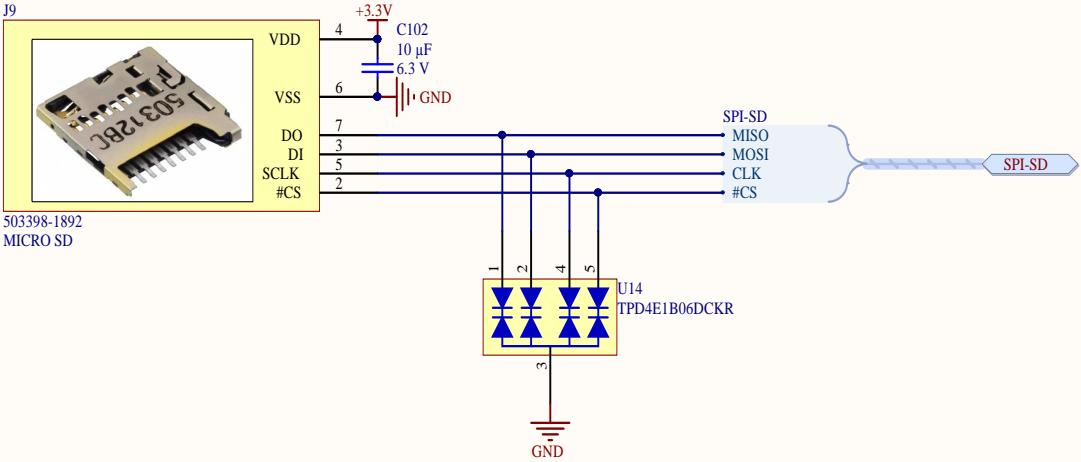 J9
+3.3V
VDD
4
C102
10 µF
6.3 V
VSS
6
GND
50312BC
DO
7
DI
3
SCLK
5
#CS
2
SPI-SD
MISO
MOSI
CLK
#CS
SPI-SD
503398-1892
MICRO SD
1
2
4
5
U14
TPD4E1B06DCKR
3
GND